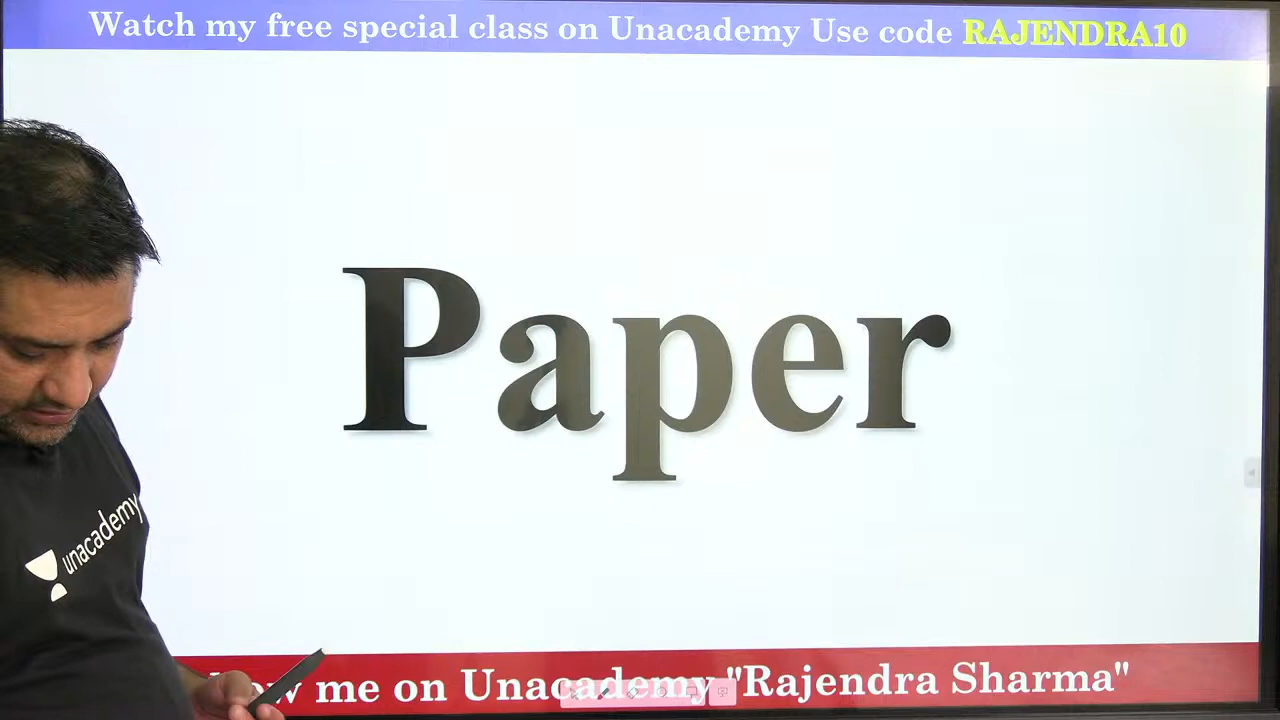 Watch my free special class on Unacademy Use code RAJENDRA10
Paper
unacademy
me on Unacademy "Rajendra Sharma"